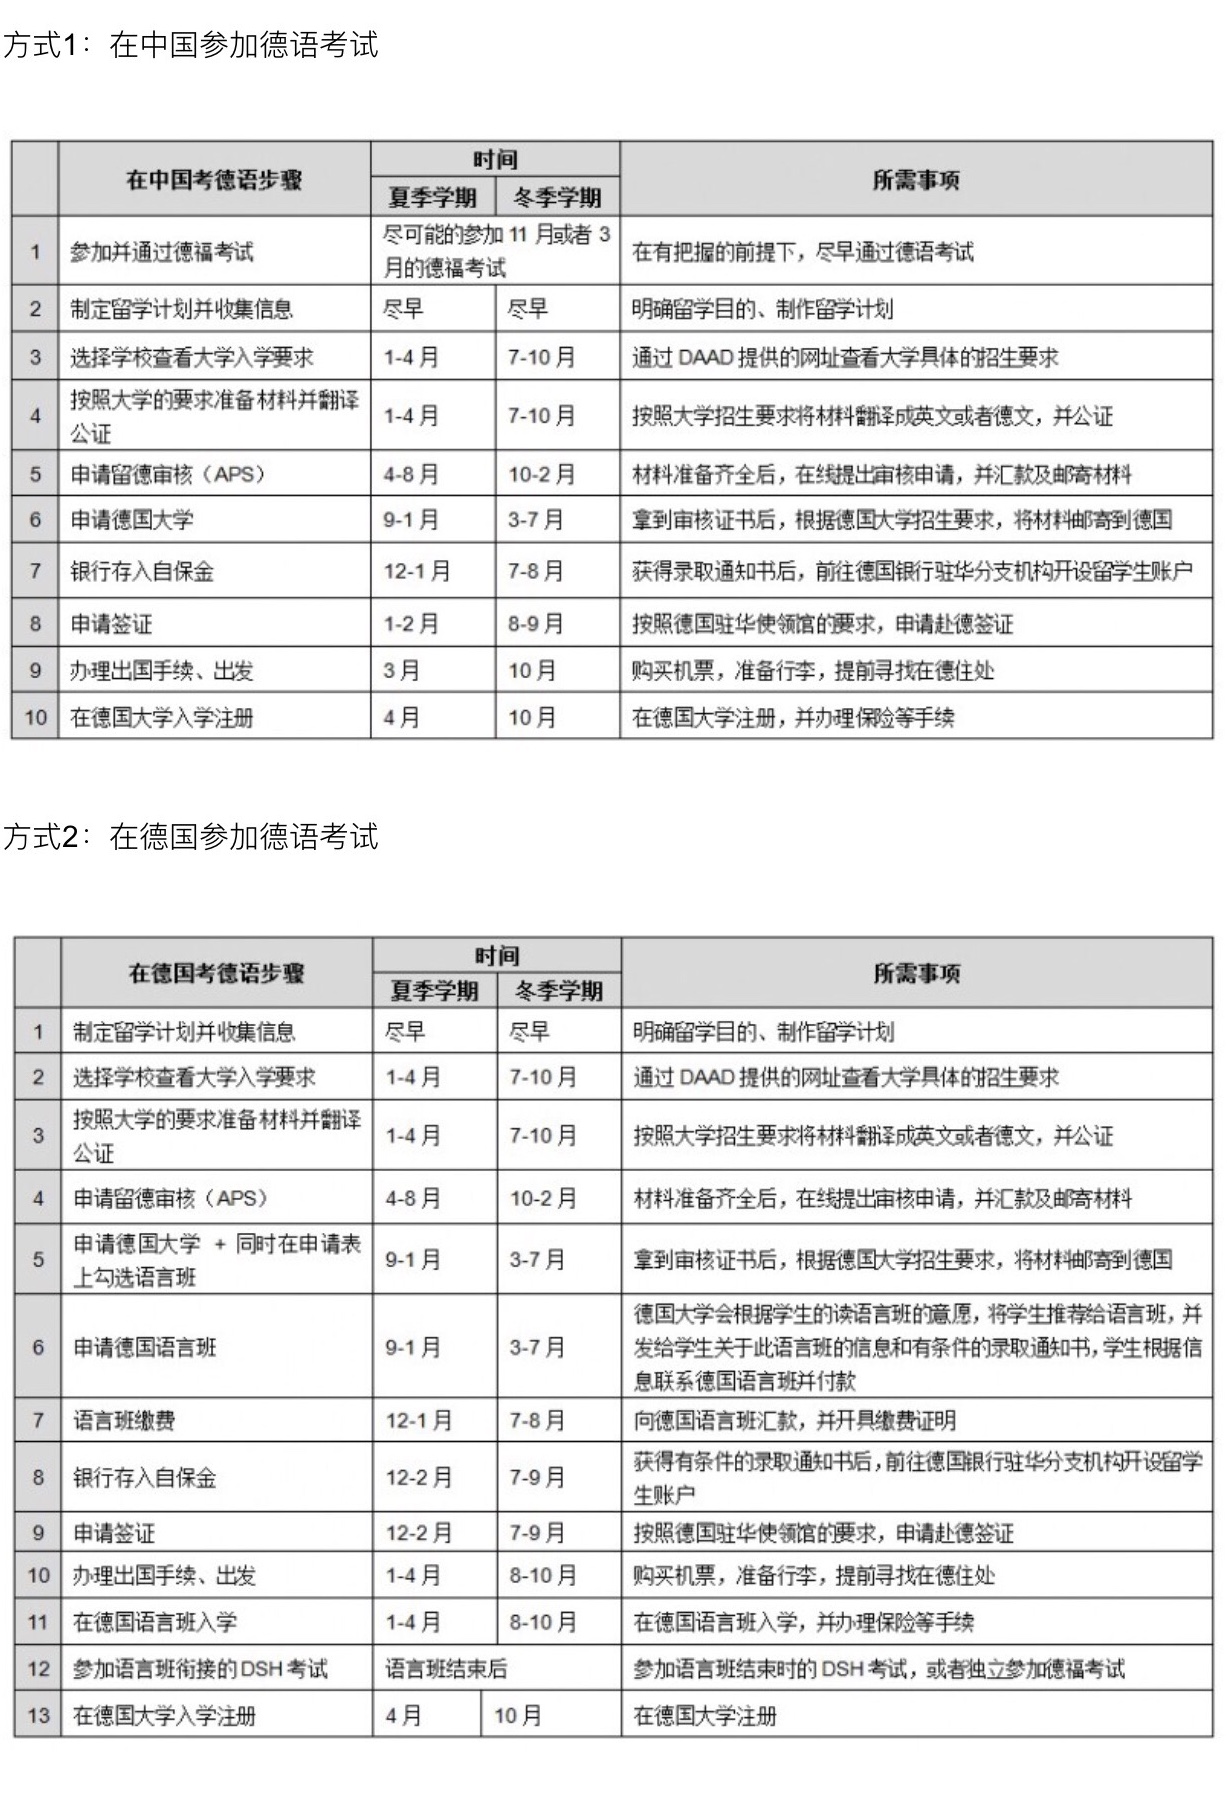 方式1：在中国参加德语考试
在中国考德语步骤 时间 所需事项
夏季学期 冬季学期
1 参加并通过德福考试 尽可能的参加 11 月或者 3
月的德福考试 在有把握的前提下，尽早通过德语考试
2 制定留学计划并收集信息 尽早 尽早 明确留学目的、制作留学计划
3 选择学校查看大学入学要求 1-4 月 7-10 月 通过 DAAD 提供的网址查看大学具体的招生要求
4 按照大学的要求准备材料并翻译
公证 1-4 月 7-10 月 按照大学招生要求将材料翻译成英文或者德文，并公证
5 申请留德审核（APS） 4-8 月 10-2 月 材料准备齐全后，在线提出审核申请，并汇款及邮寄材料
6 申请德国大学 9-1 月 3-7 月 拿到审核证书后，根据德国大学招生要求，将材料邮寄到德国
7 银行存入自保金 12-1 月 7-8 月 获得录取通知书后，前往德国银行驻华分支机构开设留学生账户
8 申请签证 1-2 月 8-9 月 按照德国驻华使领馆的要求，申请赴德签证
9 办理出国手续、出发 3 月 10 月 购买机票，准备行李，提前寻找在德住处
10 在德国大学入学注册 4 月 10 月 在德国大学注册，并办理保险等手续
方式2：在德国参加德语考试
在德国考德语步骤 时间 所需事项
夏季学期 冬季学期
1 制定留学计划并收集信息 尽早 尽早 明确留学目的、制作留学计划
2 选择学校查看大学入学要求 1-4 月 7-10 月 通过 DAAD 提供的网址查看大学具体的招生要求
3 按照大学的要求准备材料并翻译
公证 1-4 月 7-10 月 按照大学招生要求将材料翻译成英文或者德文，并公证
4 申请留德审核（APS） 4-8 月 10-2 月 材料准备齐全后，在线提出审核申请，并汇款及邮寄材料
5 申请德国大学 + 同时在申请表
上勾选语言班 9-1 月 3-7 月 拿到审核证书后，根据德国大学招生要求，将材料邮寄到德国
6 申请德国语言班 9-1 月 3-7 月 德国大学会根据学生的读语言班的意愿，将学生推荐给语言班，并
发给学生关于此语言班的信息和有条件的录取通知书，学生根据信
息联系德国语言班并付款
7 语言班缴费 12-1 月 7-8 月 向德国语言班汇款，并开具缴费证明
8 银行存入自保金 12-2 月 7-9 月 获得有条件的录取通知书后，前往德国银行驻华分支机构开设留学
生账户
9 申请签证 12-2 月 7-9 月 按照德国驻华使领馆的要求，申请赴德签证
10 办理出国手续、出发 1-4 月 8-10 月 购买机票，准备行李，提前寻找在德住处
11 在德国语言班入学 1-4 月 8-10 月 在德国语言班入学，并办理保险等手续
12 参加语言班衔接的 DSH 考试 语言班结束后 参加语言班结束时的 DSH 考试，或者独立参加德福考试
13 在德国大学入学注册 4 月 10 月 在德国大学注册